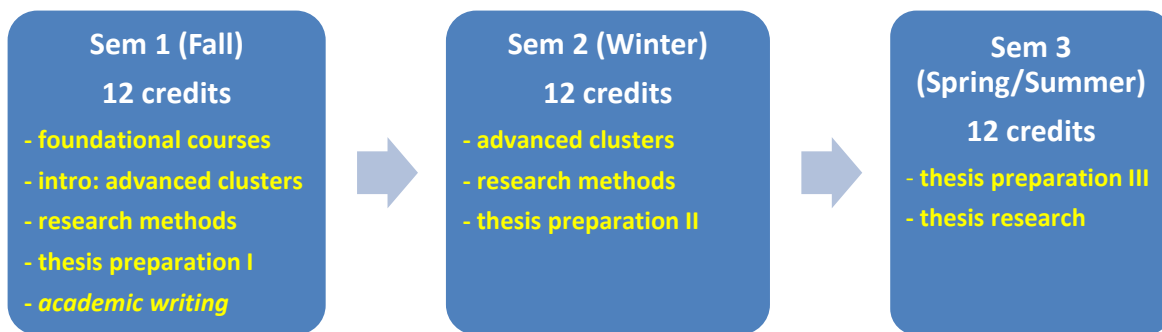 Sem 1 (Fall)
12 credits
- foundational courses
- intro: advanced clusters
- research methods
- thesis preparation I
- academic writing
Sem 2 (Winter)
12 credits
- advanced clusters
- research methods
- thesis preparation II
Sem 3
(Spring/Summer)
12 credits
- thesis preparation III
- thesis research